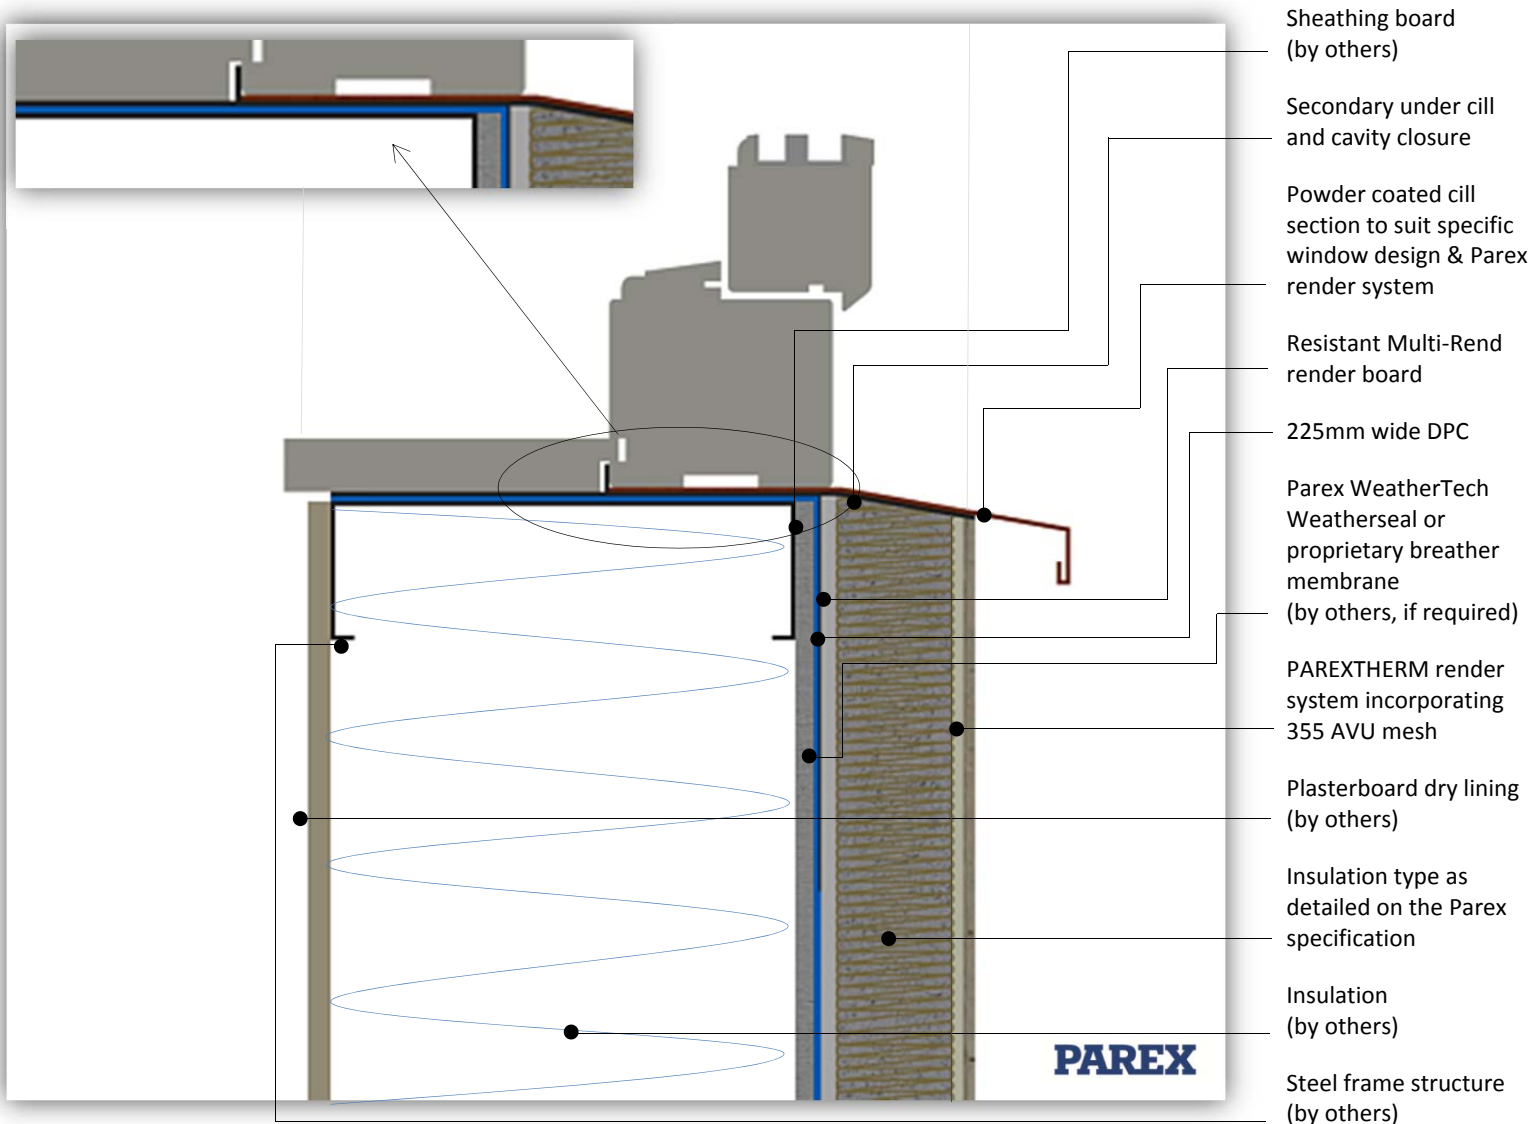 Sheathing board
(by others)
Secondary under cill
and cavity closure
Powder coated cill
section to suit specific
window design & Parex
render system
Resistant Multi-Rend
render board
225mm wide DPC
Parex WeatherTech
Weatherseal or
proprietary breather
membrane
(by others, if required)
PAREXTHERM render
system incorporating
355 AVU mesh
Plasterboard dry lining
(by others)
Insulation type as
detailed on the Parex
specification
Insulation
(by others)
PAREX
Steel frame structure
(by others)